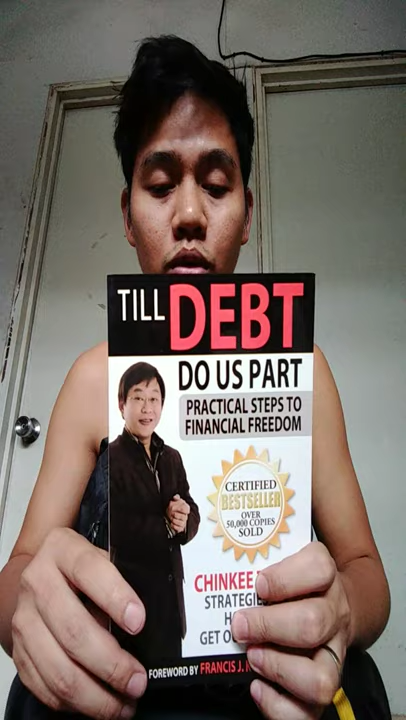 TILL DEBT
DO US PART
PRACTICAL STEPS TO
FINANCIAL FREEDOM
CERTIFIED
BESTSELLER
OVER
50,000 COPIES
SOLD
CHINKEE
GET
FOREWORD BY FRANCIS J.